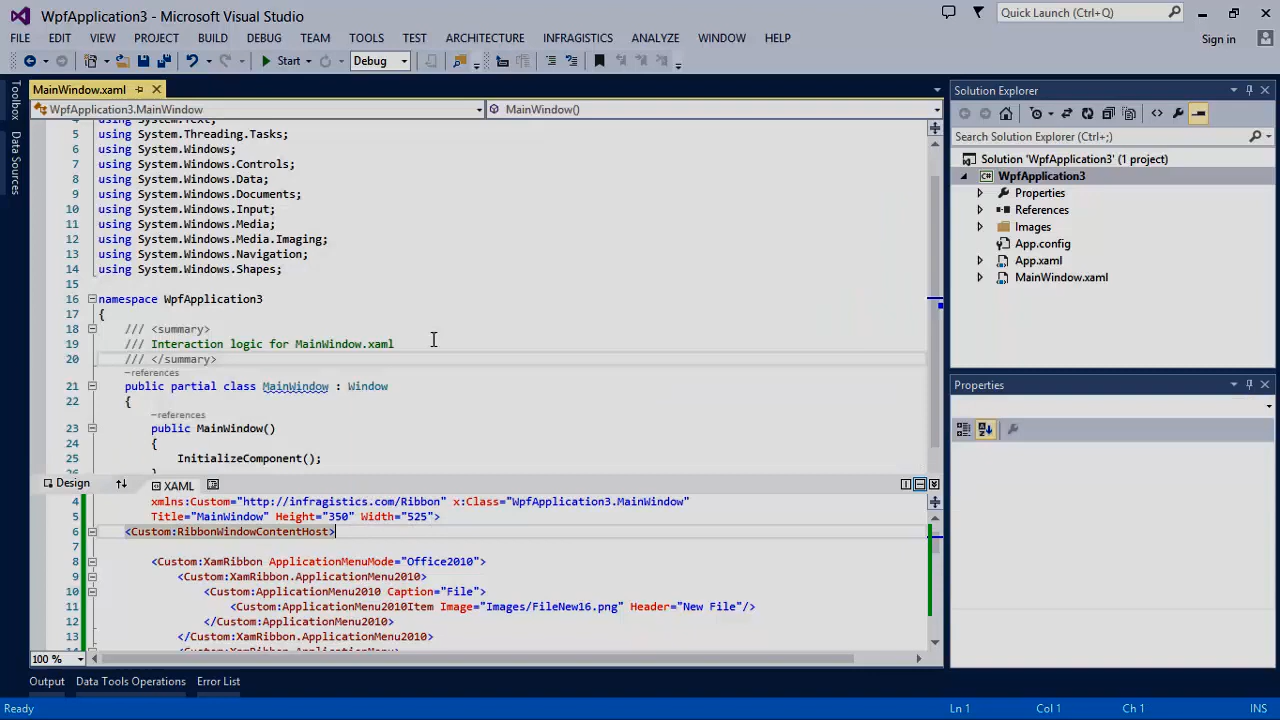 WpfApplication3 - Microsoft Visual Studio
Quick Launch (Ctrl+Q)
FILE EDIT VIEW PROJECT BUILD DEBUG TEAM TOOLS TEST ARCHITECTURE INFRAGISTICS ANALYZE WINDOW HELP
Sign in
Start Debug
Toolbox
Data Sources
MainWindow.xaml
WpfApplication3.MainWindow
MainWindow()
4 using System.Text;
5 using System.Threading.Tasks;
6 using System.Windows;
7 using System.Windows.Controls;
8 using System.Windows.Data;
9 using System.Windows.Documents;
10 using System.Windows.Input;
11 using System.Windows.Media;
12 using System.Windows.Media.Imaging;
13 using System.Windows.Navigation;
14 using System.Windows.Shapes;
15
16 namespace WpfApplication3
17 {
18 /// <summary>
19 /// Interaction logic for MainWindow.xaml
20 /// </summary>
—references
21 public partial class MainWindow : Window
22 {
—references
23 public MainWindow()
24 {
25 InitializeComponent();
26 }
Design XAML
4 xmlns:Custom="http://infragistics.com/Ribbon" x:Class="WpfApplication3.MainWindow"
5 Title="MainWindow" Height="350" Width="525">
6 <Custom:RibbonWindowContentHost>
7
8 <Custom:XamRibbon ApplicationMenuMode="Office2010">
9 <Custom:XamRibbon.ApplicationMenu2010>
10 <Custom:ApplicationMenu2010 Caption="File">
11 <Custom:ApplicationMenu2010Item Image="Images/FileNew16.png" Header="New File"/>
12 </Custom:ApplicationMenu2010>
13 </Custom:XamRibbon.ApplicationMenu2010>
100 %
Output Data Tools Operations Error List
Ready
Ln 1 Col 1 Ch 1 INS
Solution Explorer
Search Solution Explorer (Ctrl+;)
Solution 'WpfApplication3' (1 project)
WpfApplication3
Properties
References
Images
App.config
App.xaml
MainWindow.xaml
Properties